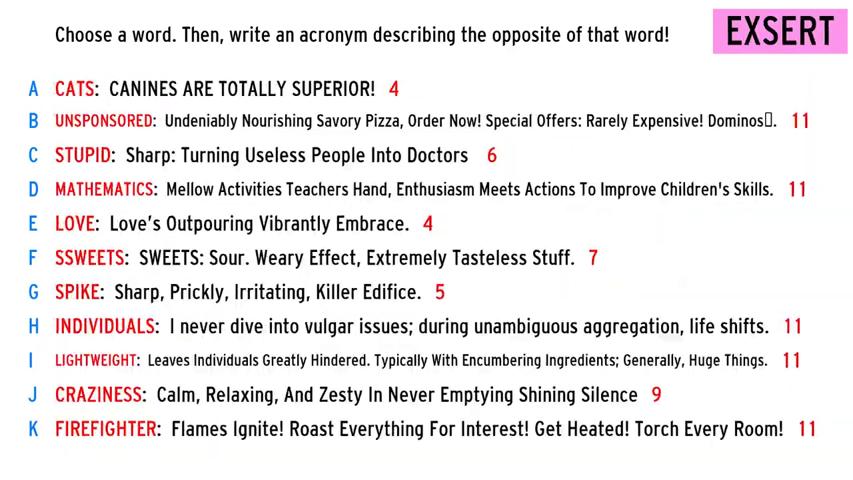 Choose a word. Then, write an acronym describing the opposite of that word!
EXSERT
A CATS: CANINES ARE TOTALLY SUPERIOR! 4
B UNSPONSORED: Undeniably Nourishing Savory Pizza, Order Now! Special Offers: Rarely Expensive! Dominos▯. 11
C STUPID: Sharp: Turning Useless People Into Doctors 6
D MATHEMATICS: Mellow Activities Teachers Hand, Enthusiasm Meets Actions To Improve Children's Skills. 11
E LOVE: Love’s Outpouring Vibrantly Embrace. 4
F SSWEETS: SWEETS: Sour. Weary Effect, Extremely Tasteless Stuff. 7
G SPIKE: Sharp, Prickly, Irritating, Killer Edifice. 5
H INDIVIDUALS: I never dive into vulgar issues; during unambiguous aggregation, life shifts. 11
I LIGHTWEIGHT: Leaves Individuals Greatly Hindered. Typically With Encumbering Ingredients; Generally, Huge Things. 11
J CRAZINESS: Calm, Relaxing, And Zesty In Never Emptying Shining Silence 9
K FIREFIGHTER: Flames Ignite! Roast Everything For Interest! Get Heated! Torch Every Room! 11